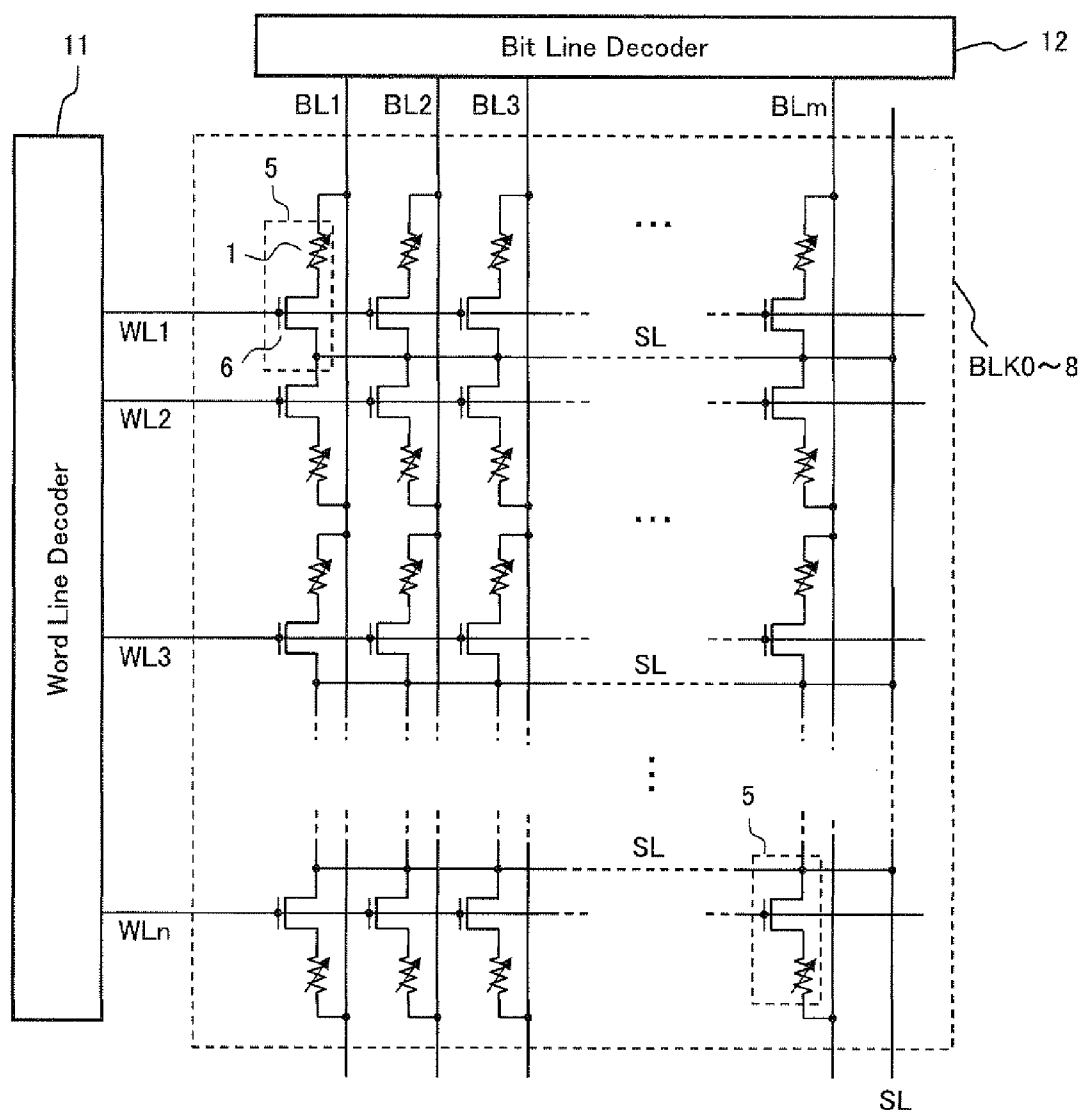 11
Bit Line Decoder
12
BL1
BL2
BL3
BLm
5
1
WL1
6
SL
BLK0～8
WL2
...
Word Line Decoder
...
WL3
SL
5
SL
WLn
SL